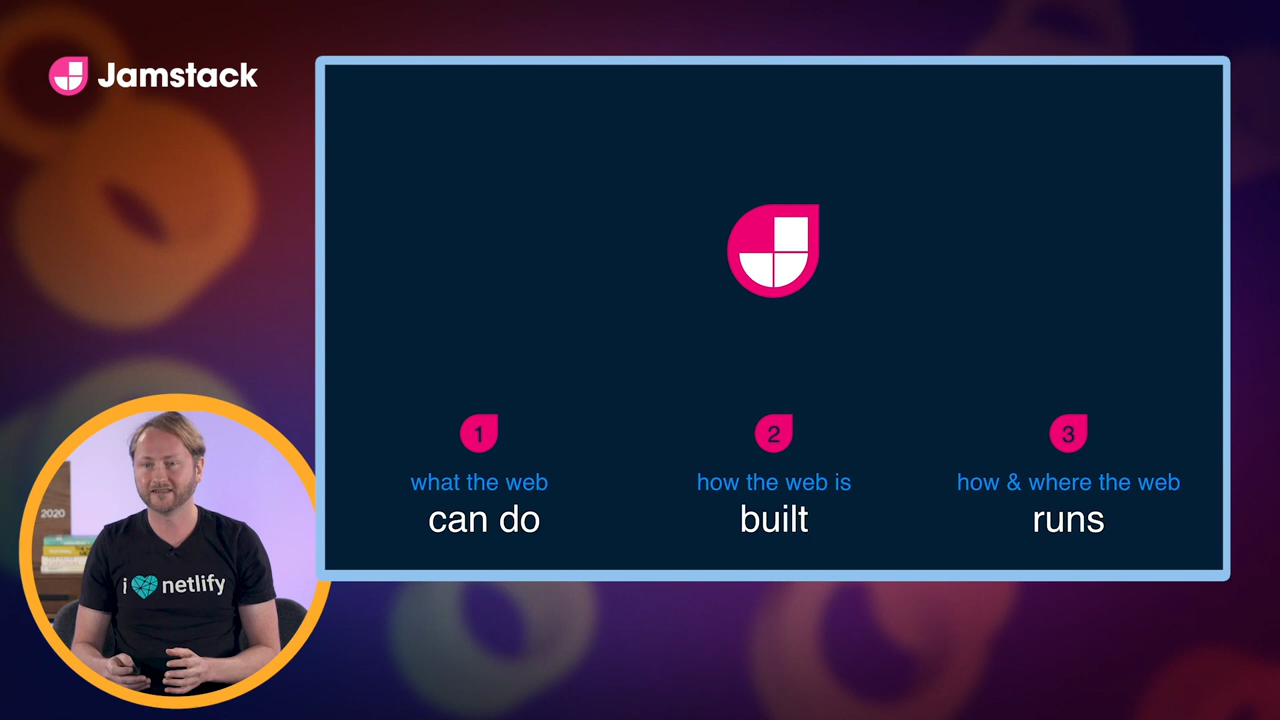 Jamstack
1
2
3
what the web
how the web is
how & where the web
can do
built
runs
2020
i netlify